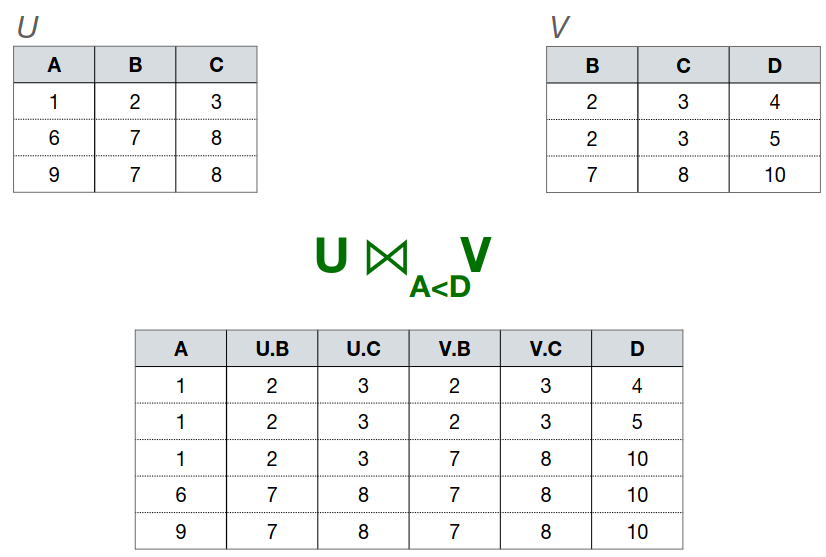 U V
A B C B C D
1 2 3 2 3 4
6 7 8 2 3 5
9 7 8 7 8 10
U ⋈ A<D V
A U.B U.C V.B V.C D
1 2 3 2 3 4
1 2 3 2 3 5
1 2 3 7 8 10
6 7 8 7 8 10
9 7 8 7 8 10